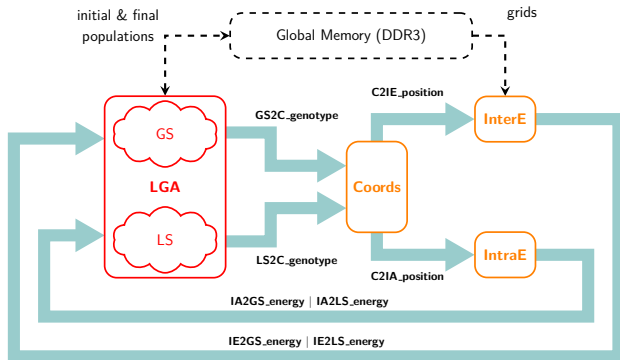 initial & final
populations
Global Memory (DDR3)
grids
GS2C_genotype
C2IE_position
GS
InterE
LGA
Coords
LS
IntraE
LS2C_genotype
C2IA_position
IA2GS_energy | IA2LS_energy
IE2GS_energy | IE2LS_energy